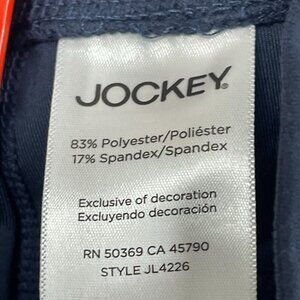 JOCKEY®
83% Polyester/Poliéster
17% Spandex/Spandex
Exclusive of decoration
Excluyendo decoración
RN 50369 CA 45790
STYLE JL4226